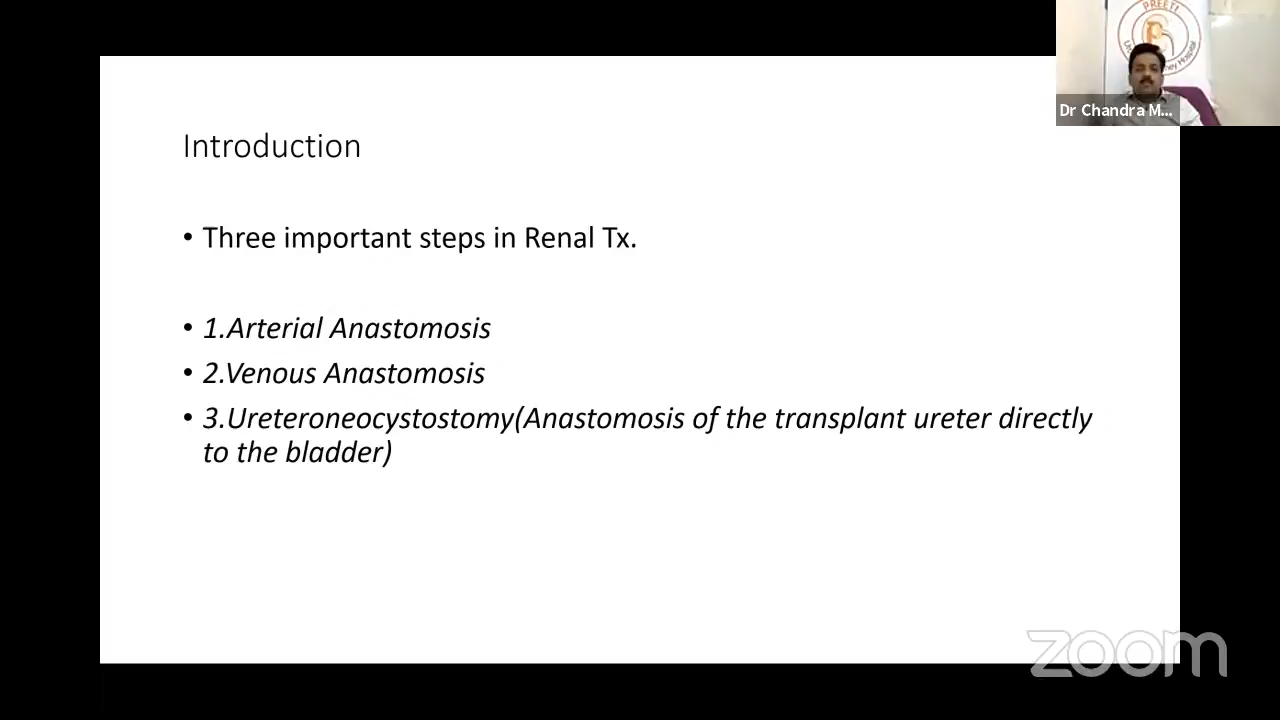 PREETI
Dr Chandra M...
Introduction
• Three important steps in Renal Tx.
• 1.Arterial Anastomosis
• 2.Venous Anastomosis
• 3.Ureteroneocystostomy(Anastomosis of the transplant ureter directly
to the bladder)
zoom